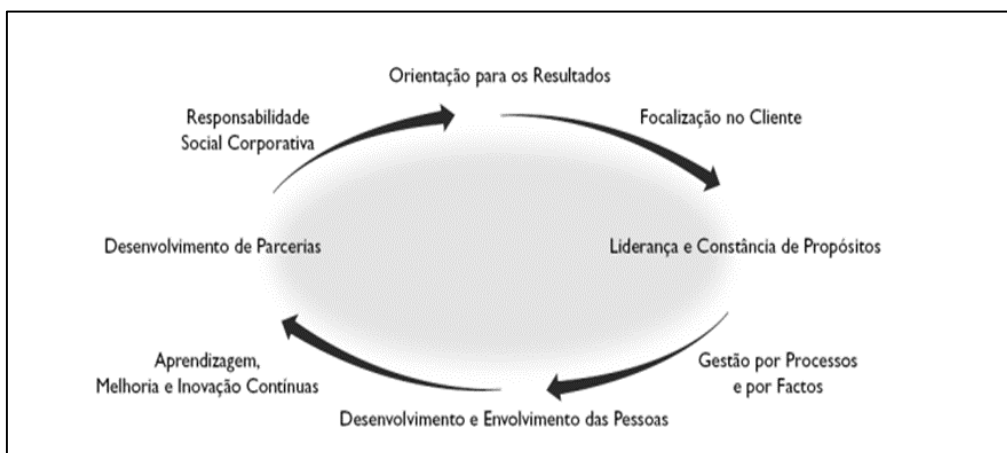 Orientação para os Resultados
Focalização no Cliente
Liderança e Constância de Propósitos
Gestão por Processos
e por Factos
Desenvolvimento e Envolvimento das Pessoas
Aprendizagem,
Melhoria e Inovação Contínuas
Desenvolvimento de Parcerias
Responsabilidade
Social Corporativa